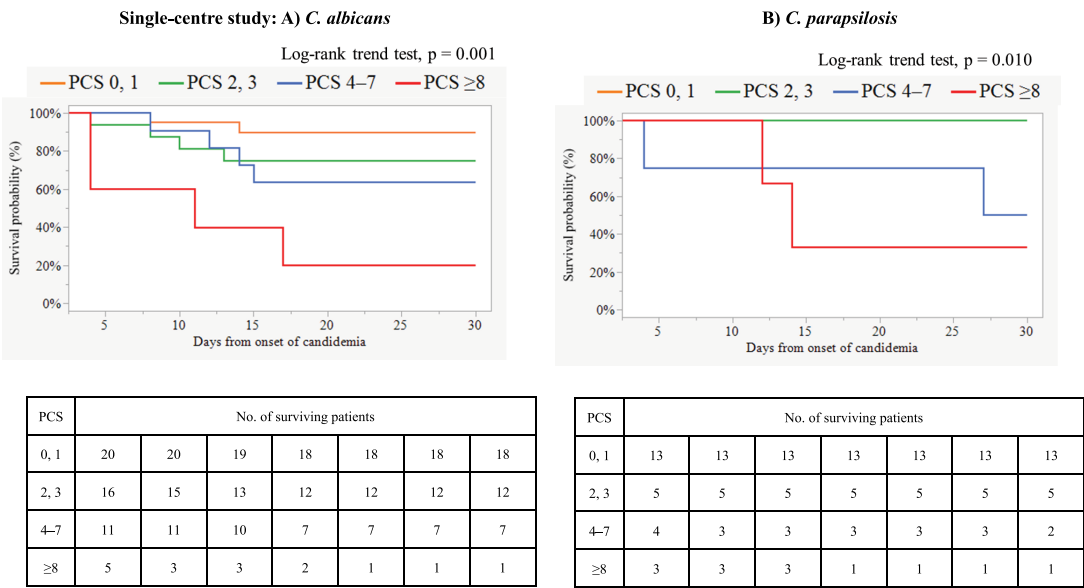 Single-centre study: A) C. albicans
Log-rank trend test, p = 0.001
PCS 0, 1 PCS 2, 3 PCS 4–7 PCS ≥8
Survival probability (%)
100%
80%
60%
40%
20%
0%
5 10 15 20 25 30
Days from onset of candidemia
PCS No. of surviving patients
0, 1 20 20 19 18 18 18 18
2, 3 16 15 13 12 12 12 12
4–7 11 11 10 7 7 7 7
≥8 5 3 3 2 1 1 1
B) C. parapsilosis
Log-rank trend test, p = 0.010
PCS 0, 1 PCS 2, 3 PCS 4–7 PCS ≥8
Survival probability (%)
100%
80%
60%
40%
20%
0%
5 10 15 20 25 30
Days from onset of candidemia
PCS No. of surviving patients
0, 1 13 13 13 13 13 13 13
2, 3 5 5 5 5 5 5 5
4–7 4 3 3 3 3 3 2
≥8 3 3 3 1 1 1 1